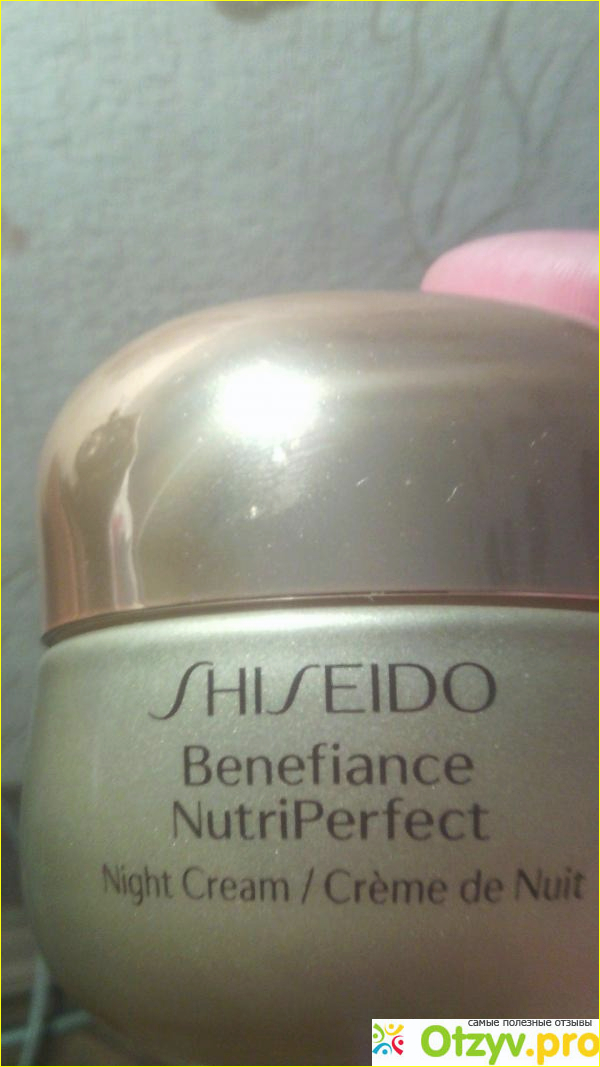 SHISEIDO
Benefiance
NutriPerfect
Night Cream / Crème de Nuit
самые полезные отзывы
Otzyv.pro